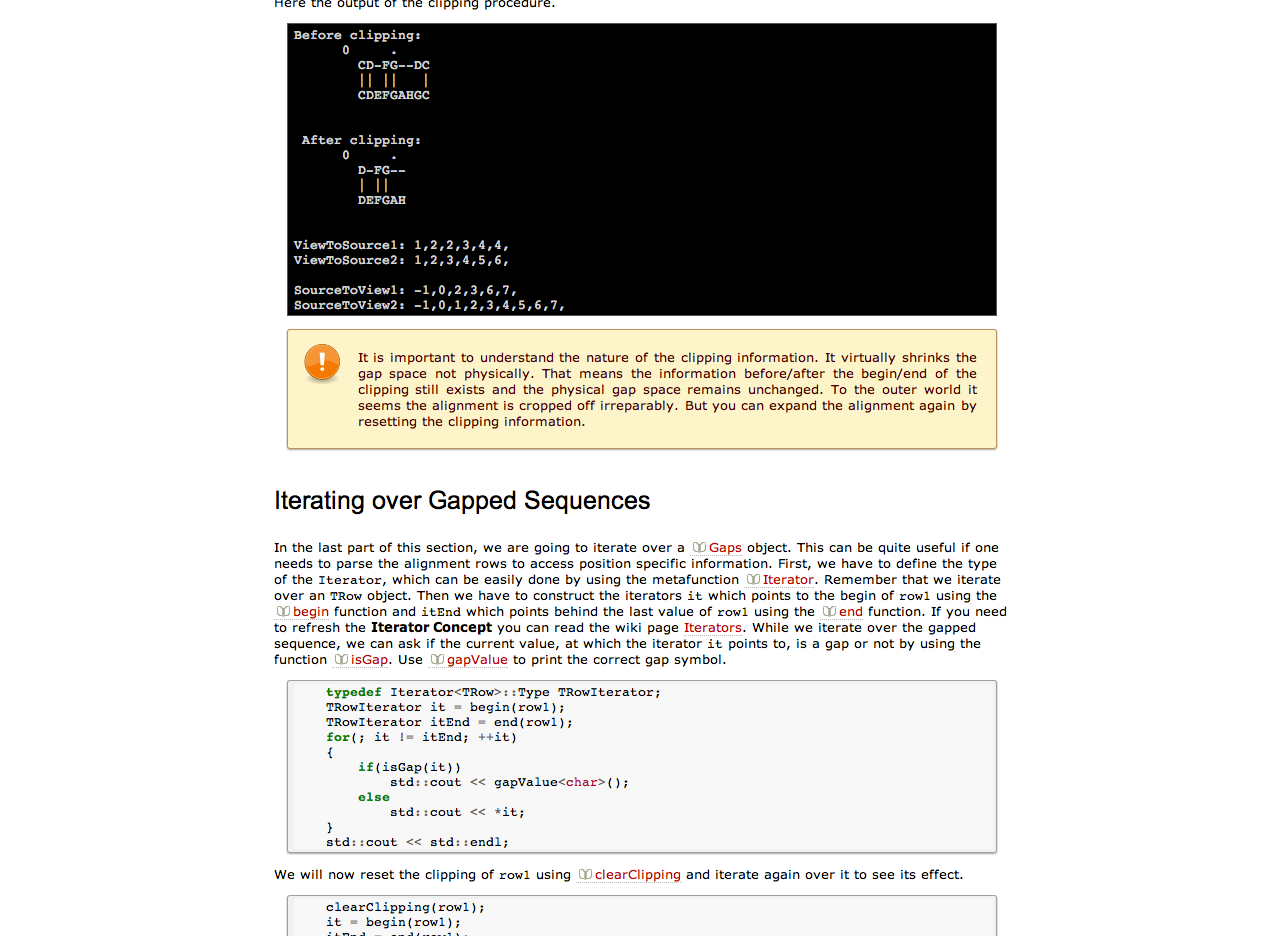 Here the output of the clipping procedure.
Before clipping:
      0     .
        CD-FG--DC
        || ||   |
        CDEFGAHGC
 After clipping:
      0     .
        D-FG--
        | ||
        DEFGAH
ViewToSource1: 1,2,2,3,4,4,
ViewToSource2: 1,2,3,4,5,6,
SourceToView1: -1,0,2,3,6,7,
SourceToView2: -1,0,1,2,3,4,5,6,7,
It is important to understand the nature of the clipping information. It virtually shrinks the
gap space not physically. That means the information before/after the begin/end of the
clipping still exists and the physical gap space remains unchanged. To the outer world it
seems the alignment is cropped off irreparably. But you can expand the alignment again by
resetting the clipping information.
Iterating over Gapped Sequences
In the last part of this section, we are going to iterate over a Gaps object. This can be quite useful if one
needs to parse the alignment rows to access position specific information. First, we have to define the type
of the Iterator, which can be easily done by using the metafunction Iterator. Remember that we iterate
over an TRow object. Then we have to construct the iterators it which points to the begin of row1 using the
begin function and itEnd which points behind the last value of row1 using the end function. If you need
to refresh the Iterator Concept you can read the wiki page Iterators. While we iterate over the gapped
sequence, we can ask if the current value, at which the iterator it points to, is a gap or not by using the
function isGap. Use gapValue to print the correct gap symbol.
    typedef Iterator<TRow>::Type TRowIterator;
    TRowIterator it = begin(row1);
    TRowIterator itEnd = end(row1);
    for(; it != itEnd; ++it)
    {
        if(isGap(it))
            std::cout << gapValue<char>();
        else
            std::cout << *it;
    }
    std::cout << std::endl;
We will now reset the clipping of row1 using clearClipping and iterate again over it to see its effect.
    clearClipping(row1);
    it = begin(row1);
    itEnd = end(row1);